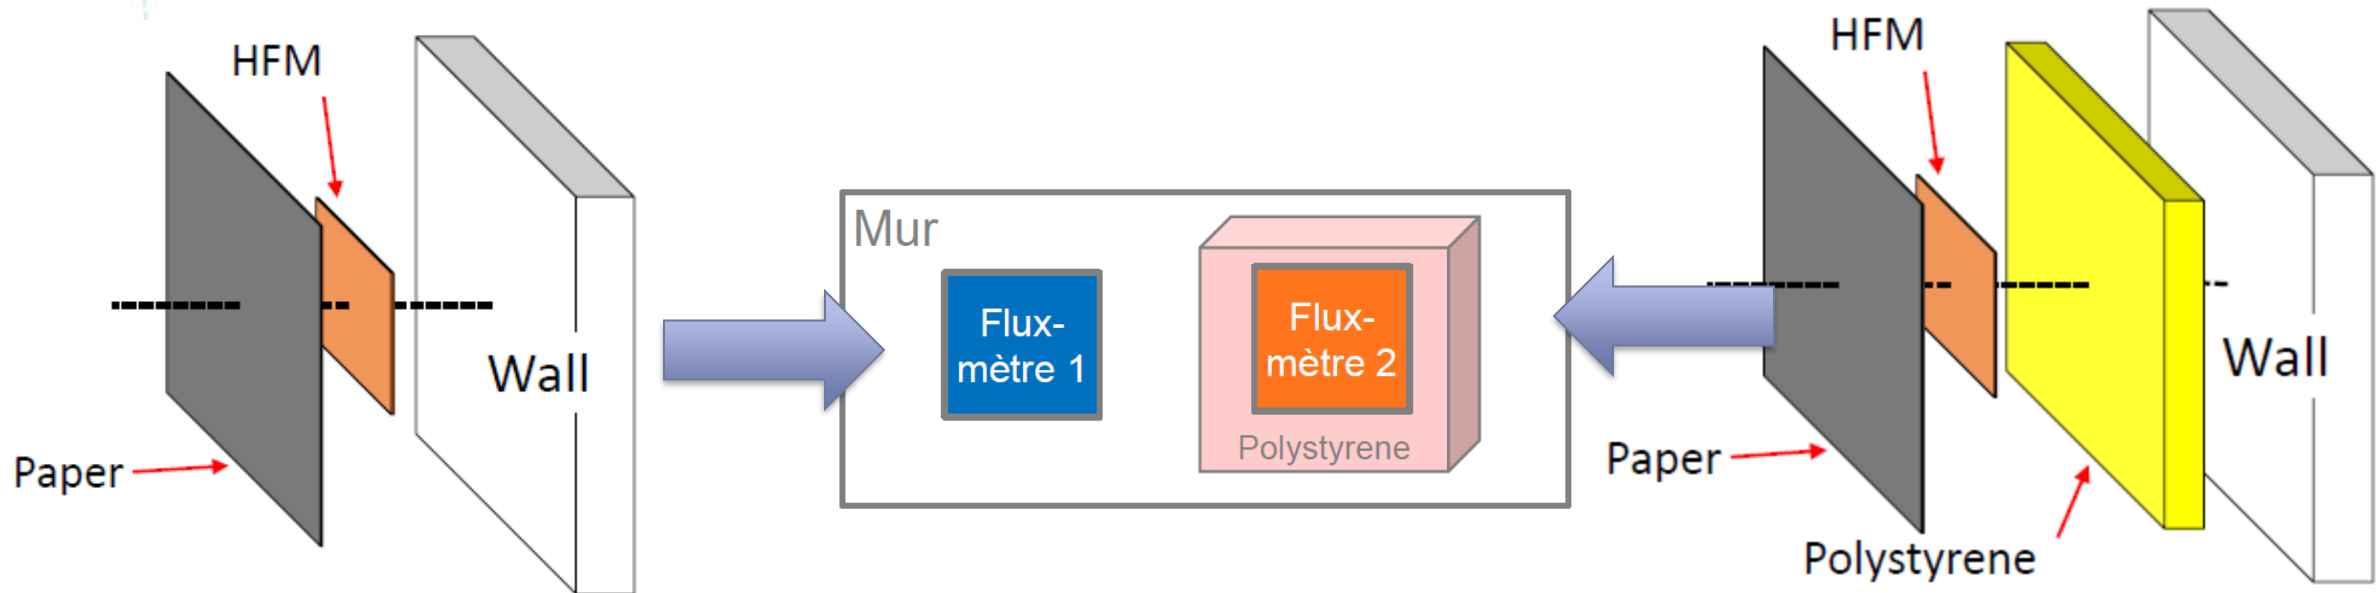 HFM
Wall
Paper
Mur
Flux-
mètre 1
Flux-
mètre 2
Polystyrene
HFM
Wall
Paper
Polystyrene